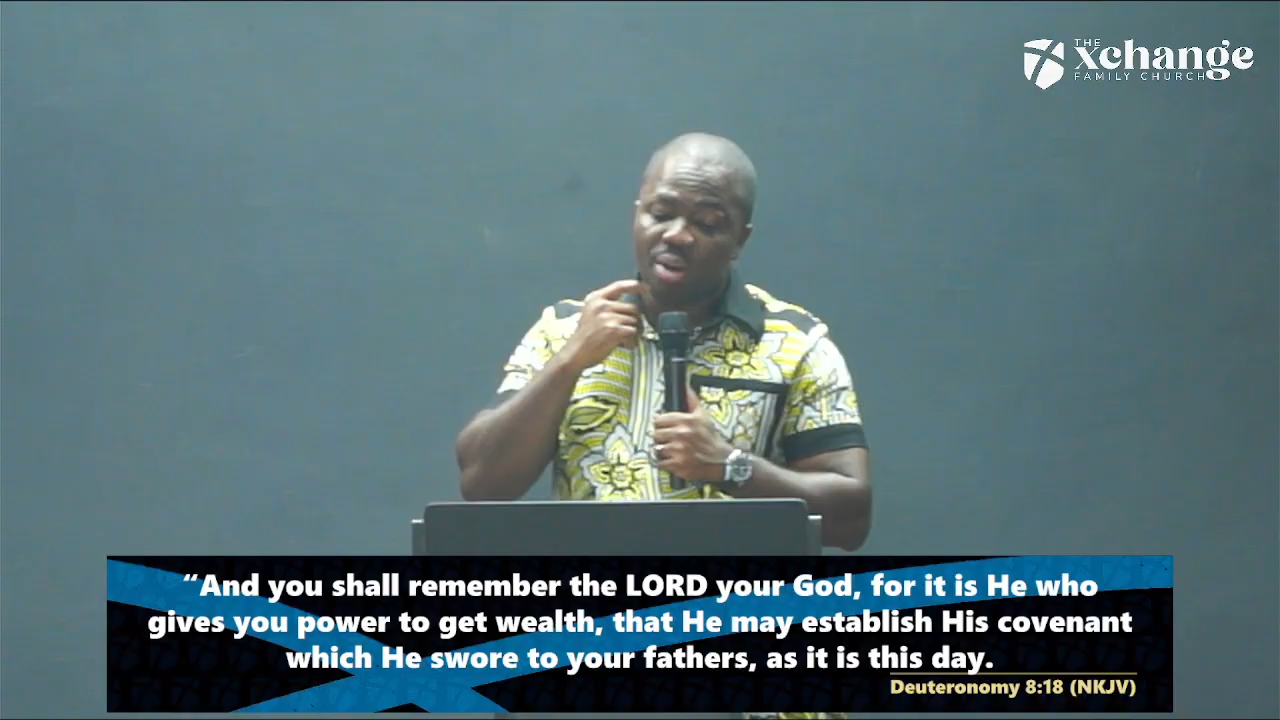 THE
xchange
FAMILY CHURCH
“And you shall remember the LORD your God, for it is He who
gives you power to get wealth, that He may establish His covenant
which He swore to your fathers, as it is this day.
Deuteronomy 8:18 (NKJV)